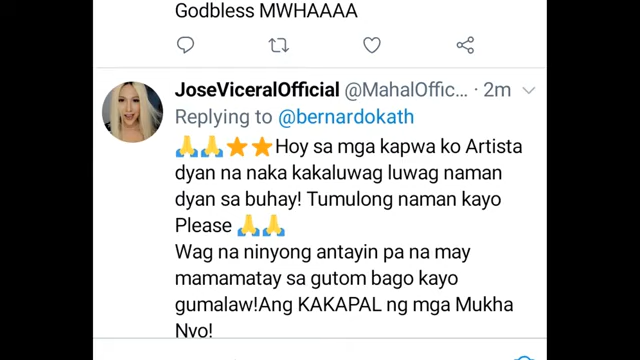 Godbless MWHAAAA
JoseViceralOfficial @MahalOffic... · 2m
Replying to @bernardokath
🙏🙏⭐⭐Hoy sa mga kapwa ko Artista
dyan na naka kakaluwag luwag naman
dyan sa buhay! Tumulong naman kayo
Please 🙏🙏
Wag na ninyong antayin pa na may
mamamatay sa gutom bago kayo
gumalaw!Ang KAKAPAL ng mga Mukha
Nyo!